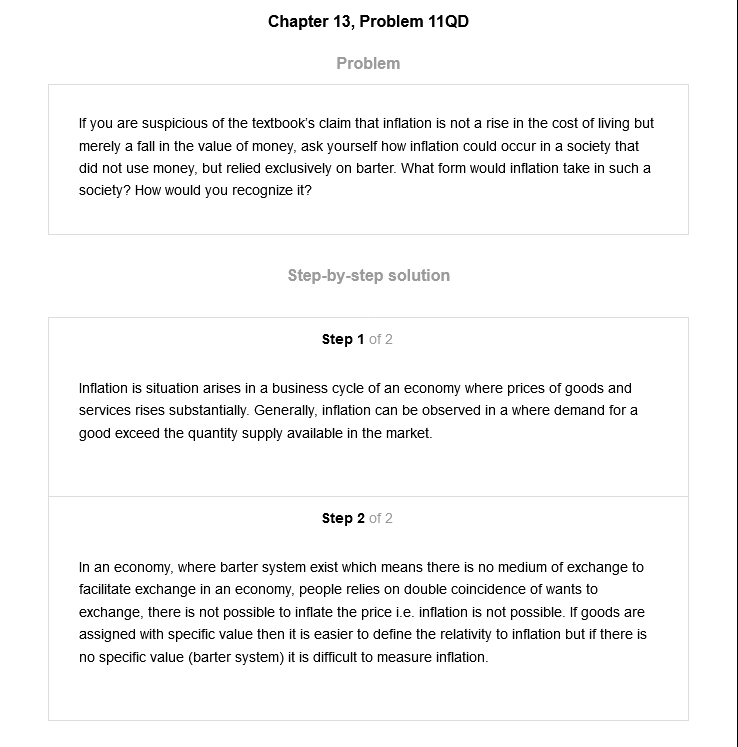 Chapter 13, Problem 11QD
Problem
If you are suspicious of the textbook's claim that inflation is not a rise in the cost of living but
merely a fall in the value of money, ask yourself how inflation could occur in a society that
did not use money, but relied exclusively on barter. What form would inflation take in such a
society? How would you recognize it?
Step-by-step solution
Step 1 of 2
Inflation is situation arises in a business cycle of an economy where prices of goods and
services rises substantially. Generally, inflation can be observed in a where demand for a
good exceed the quantity supply available in the market.
Step 2 of 2
In an economy, where barter system exist which means there is no medium of exchange to
facilitate exchange in an economy, people relies on double coincidence of wants to
exchange, there is not possible to inflate the price i.e. inflation is not possible. If goods are
assigned with specific value then it is easier to define the relativity to inflation but if there is
no specific value (barter system) it is difficult to measure inflation.